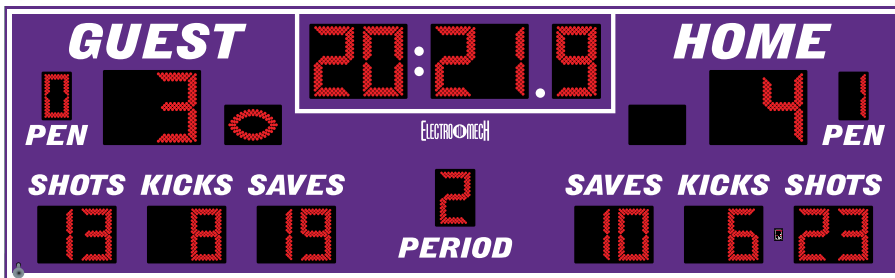 GUEST 20:21.9 HOME
0 3 4 1
PEN PEN
ELECTRO MECH
SHOTS KICKS SAVES 2 SAVES KICKS SHOTS
13 8 19 10 6 23
PERIOD